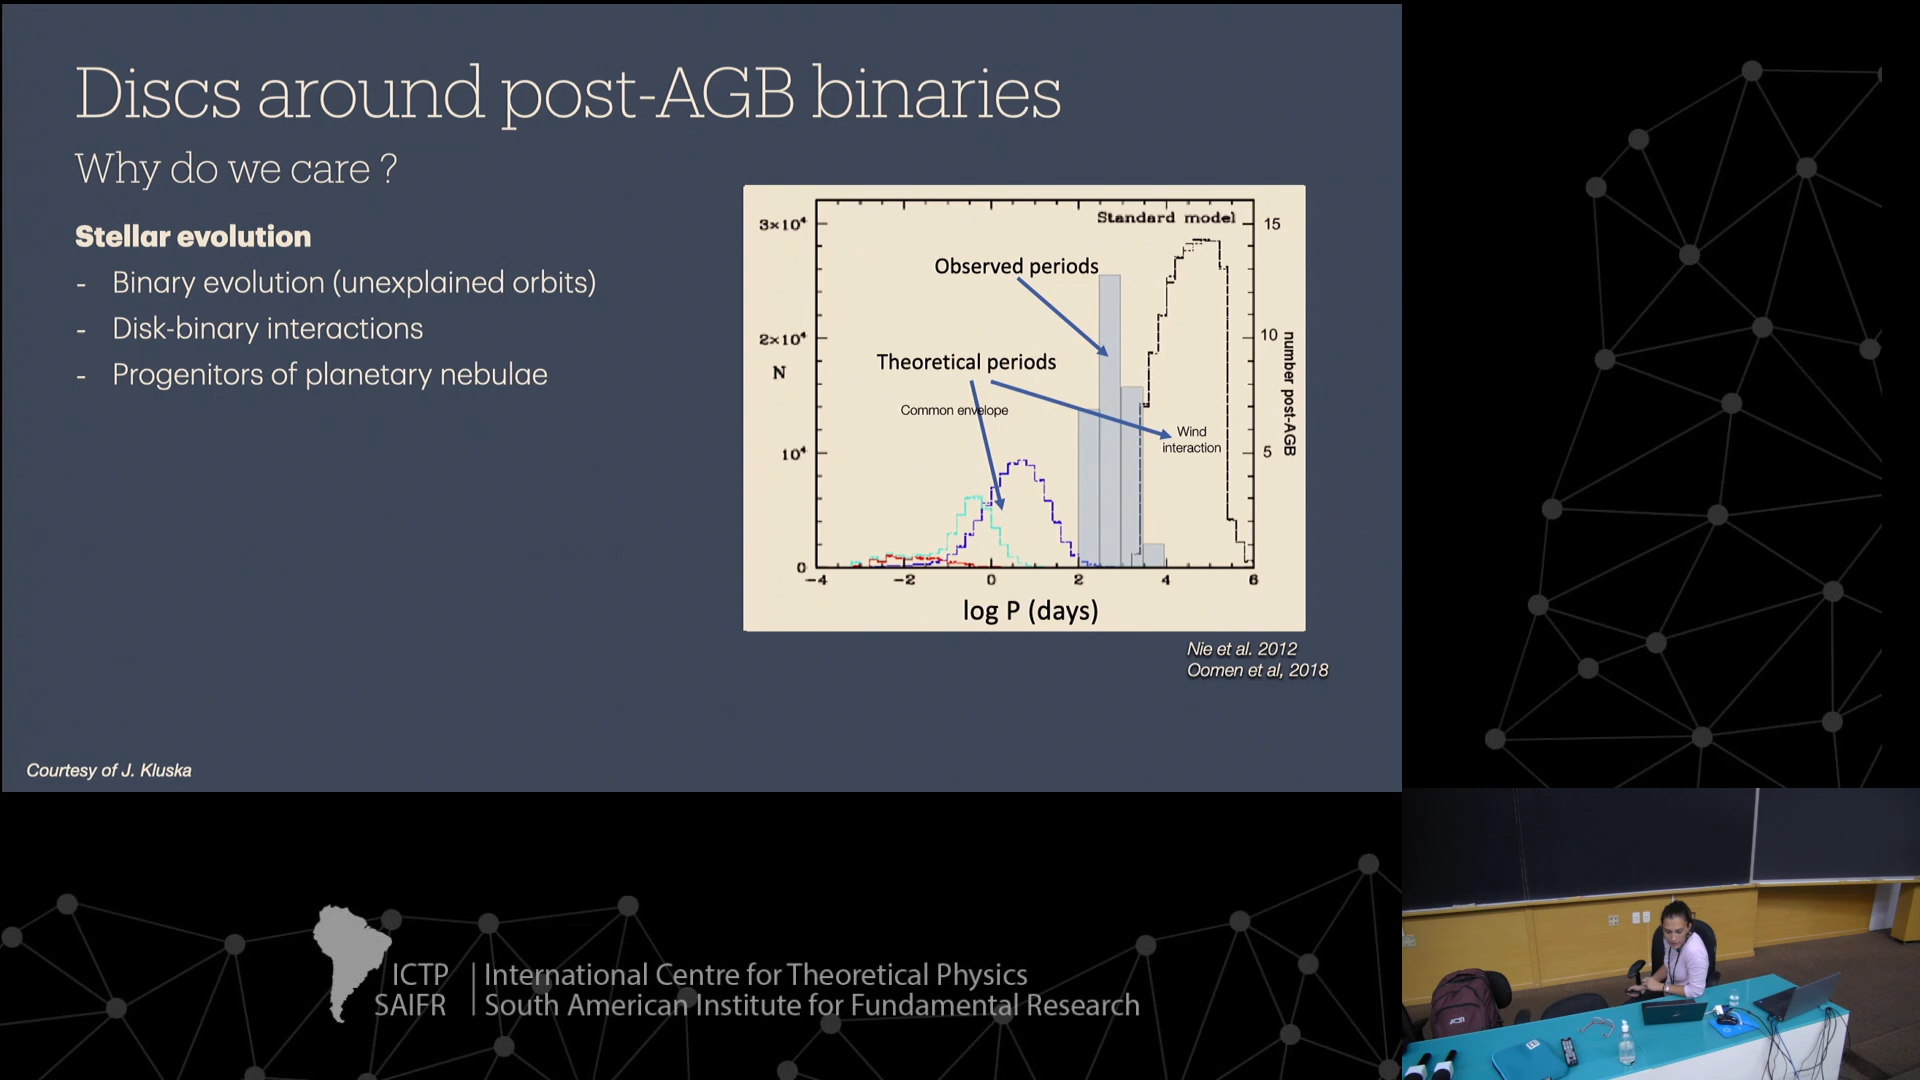 Discs around post-AGB binaries
Why do we care ?
Stellar evolution
- Binary evolution (unexplained orbits)
- Disk-binary interactions
- Progenitors of planetary nebulae
Standard model
Observed periods
Theoretical periods
Common envelope
Wind
interaction
3×10⁴
2×10⁴
N
10⁴
0
15
10
5
number post-AGB
-4
-2
0
2
4
6
log P (days)
Nie et al. 2012
Oomen et al, 2018
Courtesy of J. Kluska
ICTP
SAIFR
International Centre for Theoretical Physics
South American Institute for Fundamental Research